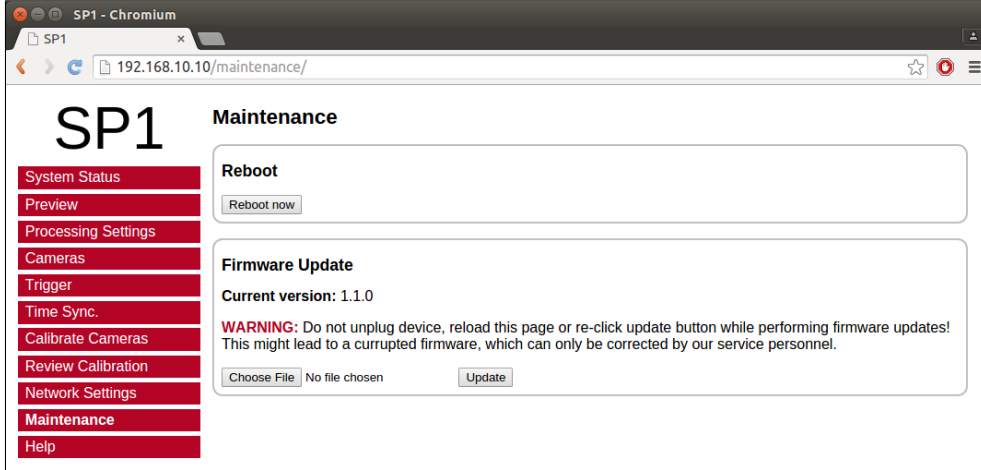 SP1 - Chromium
SP1
192.168.10.10/maintenance/
SP1
System Status
Preview
Processing Settings
Cameras
Trigger
Time Sync.
Calibrate Cameras
Review Calibration
Network Settings
Maintenance
Help
Maintenance
Reboot
Reboot now
Firmware Update
Current version: 1.1.0
WARNING: Do not unplug device, reload this page or re-click update button while performing firmware updates!
This might lead to a currupted firmware, which can only be corrected by our service personnel.
Choose File No file chosen Update